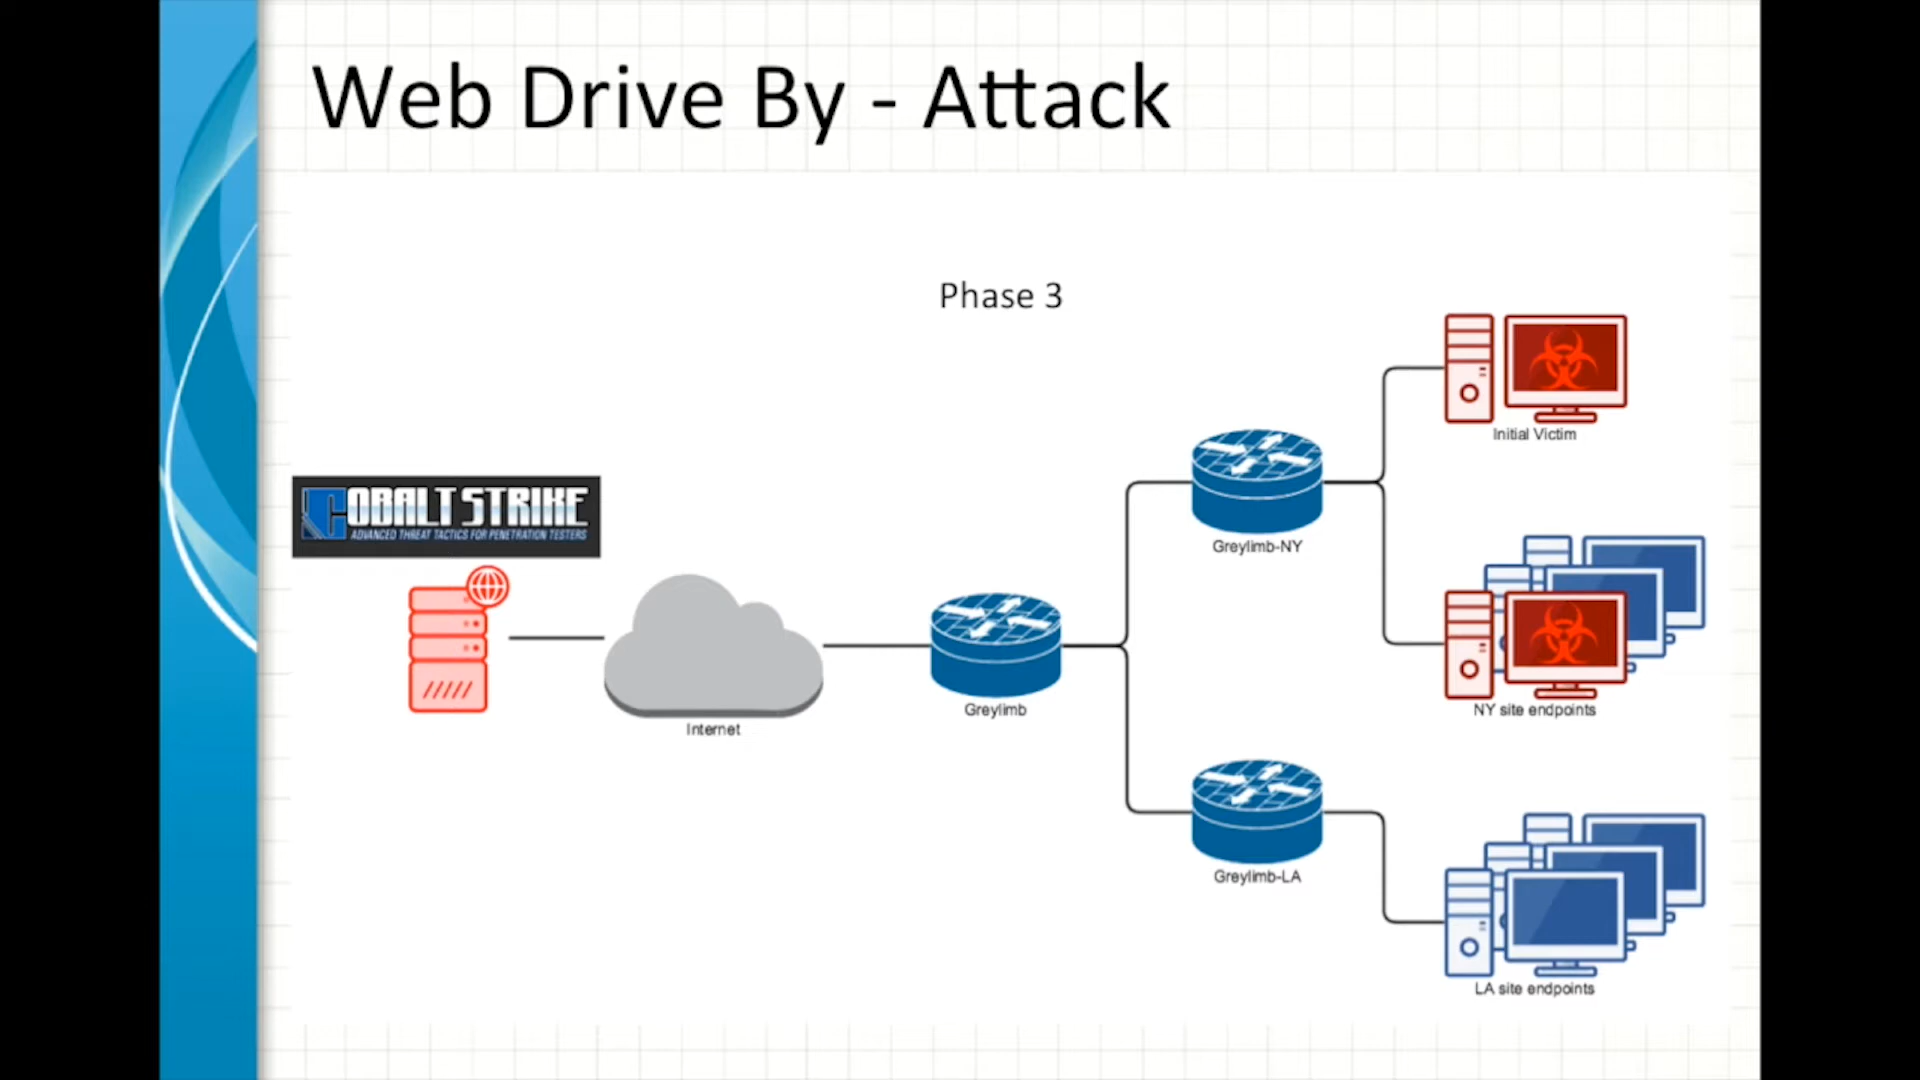 Web Drive By - Attack
Phase 3
Initial Victim
COBALT STRIKE
ADVANCED THREAT TACTICS FOR PENETRATION TESTERS
Greylimb-NY
Internet
Greylimb
NY site endpoints
Greylimb-LA
LA site endpoints